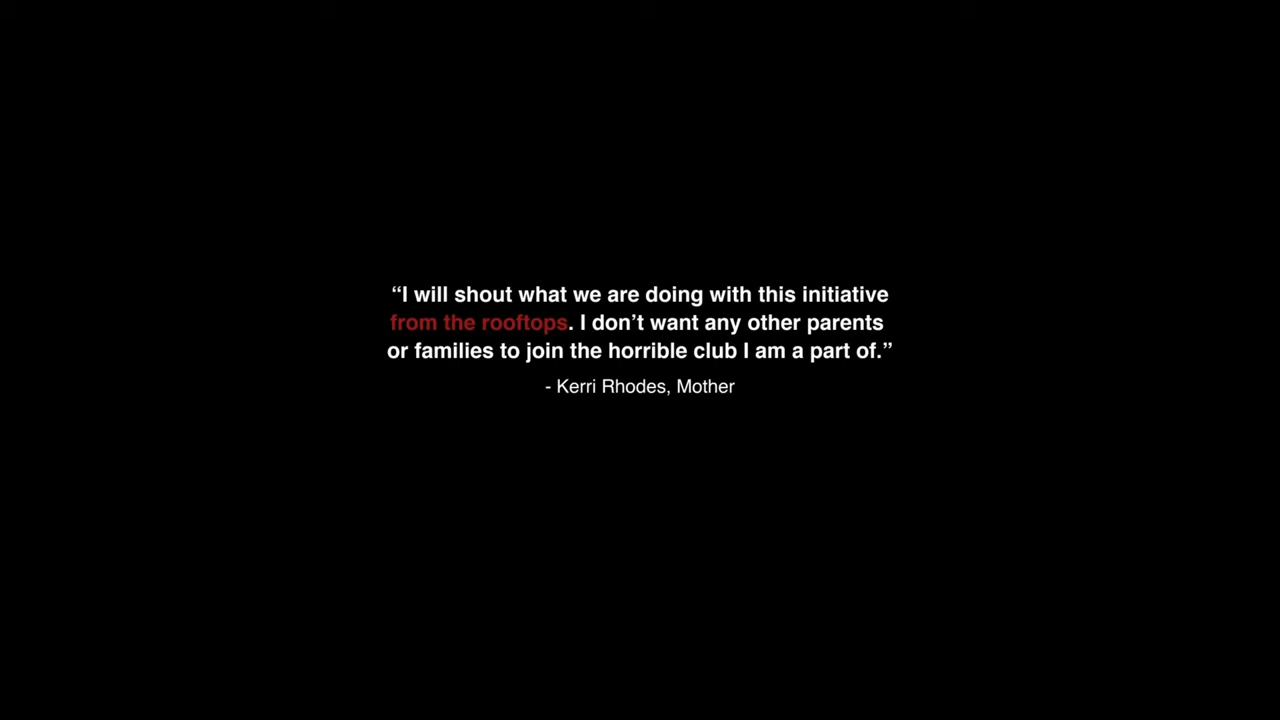 “I will shout what we are doing with this initiative
from the rooftops. I don’t want any other parents
or families to join the horrible club I am a part of.”
- Kerri Rhodes, Mother